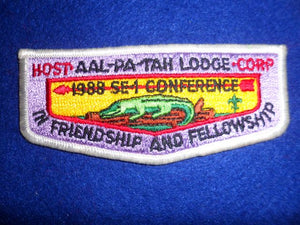 HOST AAL-PA-TAH LODGE CORP
1988 SE-1 CONFERENCE
IN FRIENDSHIP AND FELLOWSHIP